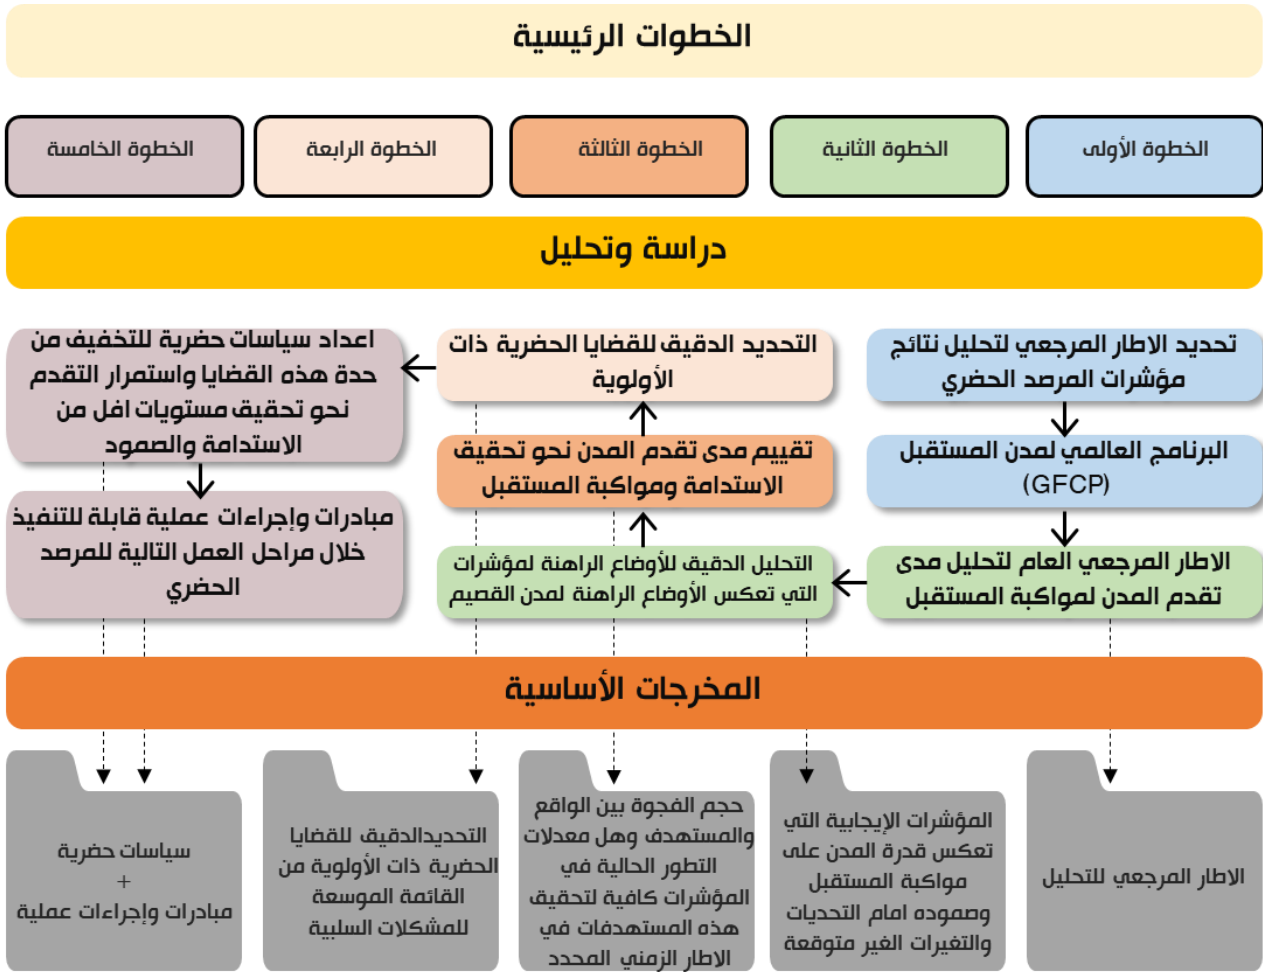 الخطوات الرئيسية
الخطوة الأولى
الخطوة الثانية
الخطوة الثالثة
الخطوة الرابعة
الخطوة الخامسة
دراسة وتحليل
تحديد الاطار المرجعي لتحليل نتائج
مؤشرات المرصد الحضري
البرنامج العالمي لمدن المستقبل
(GFCP)
الاطار المرجعي العام لتحليل مدى
تقدم المدن لمواكبة المستقبل
التحليل الدقيق للأوضاع الراهنة لمؤشرات
التي تعكس الأوضاع الراهنة لمدن القصيم
تقييم مدى تقدم المدن نحو تحقيق
الاستدامة ومواكبة المستقبل
التحديد الدقيق للقضايا الحضرية ذات
الأولوية
اعداد سياسات حضرية للتخفيف من
حدة هذه القضايا واستمرار التقدم
نحو تحقيق مستويات افل من
الاستدامة والصمود
مبادرات وإجراءات عملية قابلة للتنفيذ
خلال مراحل العمل التالية للمرصد
الحضري
المخرجات الأساسية
الاطار المرجعي للتحليل
المؤشرات الإيجابية التي
تعكس قدرة المدن على
مواكبة المستقبل
وصموده امام التحديات
والتغيرات الغير متوقعة
حجم الفجوة بين الواقع
والمستهدف وهل معدلات
التطور الحالية في
المؤشرات كافية لتحقيق
هذه المستهدفات في
الاطار الزمني المحدد
التحديدالدقيق للقضايا
الحضرية ذات الأولوية من
القائمة الموسعة
للمشكلات السلبية
سياسات حضرية
+
مبادرات وإجراءات عملية